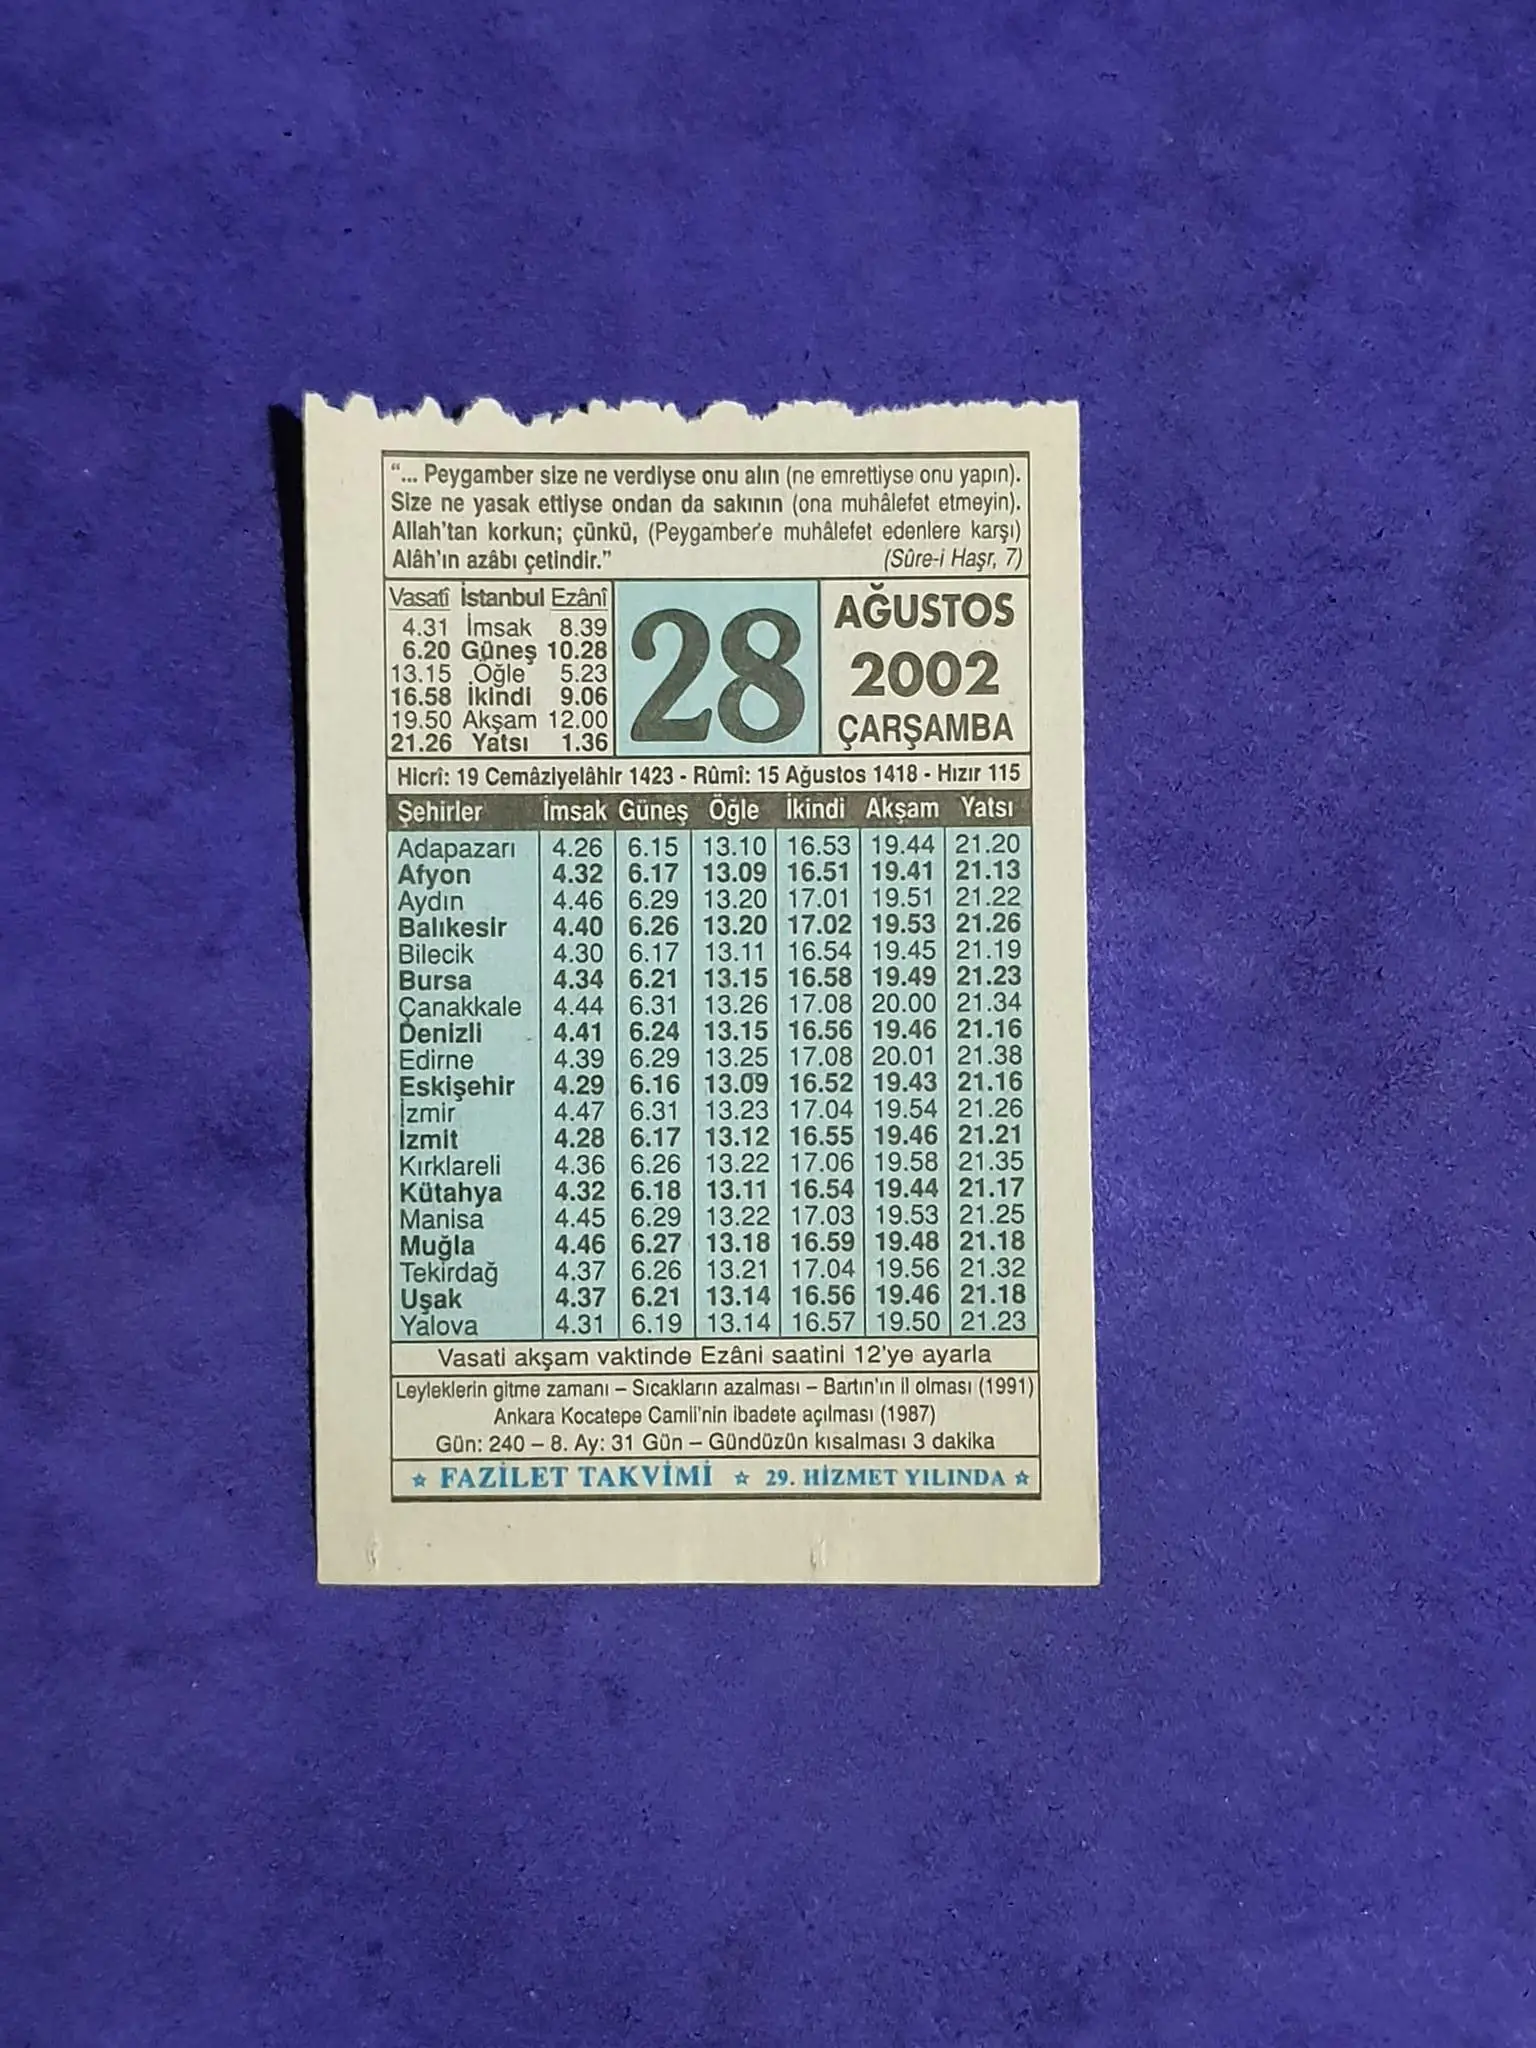 “... Peygamber size ne verdiyse onu alın (ne emrettiyse onu yapın).
Size ne yasak ettiyse ondan da sakının (ona muhâlefet etmeyin).
Allah'tan korkun; çünkü, (Peygamber'e muhâlefet edenlere karşı)
Alâh'ın azâbı çetindir.” (Sûre-i Haşr, 7)
Vasatî İstanbul Ezânî
4.31 İmsak 8.39
6.20 Güneş 10.28
13.15 Öğle 5.23
16.58 İkindi 9.06
19.50 Akşam 12.00
21.26 Yatsı 1.36
28
AĞUSTOS
2002
ÇARŞAMBA
Hicrî: 19 Cemâziyelâhir 1423 - Rûmî: 15 Ağustos 1418 - Hızır 115
Şehirler İmsak Güneş Öğle İkindi Akşam Yatsı
Adapazarı 4.26 6.15 13.10 16.53 19.44 21.20
Afyon 4.32 6.17 13.09 16.51 19.41 21.13
Aydın 4.46 6.29 13.20 17.01 19.51 21.22
Balıkesir 4.40 6.26 13.20 17.02 19.53 21.26
Bilecik 4.30 6.17 13.11 16.54 19.45 21.19
Bursa 4.34 6.21 13.15 16.58 19.49 21.23
Çanakkale 4.44 6.31 13.26 17.08 20.00 21.34
Denizli 4.41 6.24 13.15 16.56 19.46 21.16
Edirne 4.39 6.29 13.25 17.08 20.01 21.38
Eskişehir 4.29 6.16 13.09 16.52 19.43 21.16
İzmir 4.47 6.31 13.23 17.04 19.54 21.26
İzmit 4.28 6.17 13.12 16.55 19.46 21.21
Kırklareli 4.36 6.26 13.22 17.06 19.58 21.35
Kütahya 4.32 6.18 13.11 16.54 19.44 21.17
Manisa 4.45 6.29 13.22 17.03 19.53 21.25
Muğla 4.46 6.27 13.18 16.59 19.48 21.18
Tekirdağ 4.37 6.26 13.21 17.04 19.56 21.32
Uşak 4.37 6.21 13.14 16.56 19.46 21.18
Yalova 4.31 6.19 13.14 16.57 19.50 21.23
Vasati akşam vaktinde Ezâni saatini 12'ye ayarla
Leyleklerin gitme zamanı – Sıcakların azalması – Bartın'ın il olması (1991)
Ankara Kocatepe Camii'nin ibadete açılması (1987)
Gün: 240 – 8. Ay: 31 Gün – Gündüzün kısalması 3 dakika
☆ FAZİLET TAKVİMİ ☆ 29. HİZMET YILINDA ☆